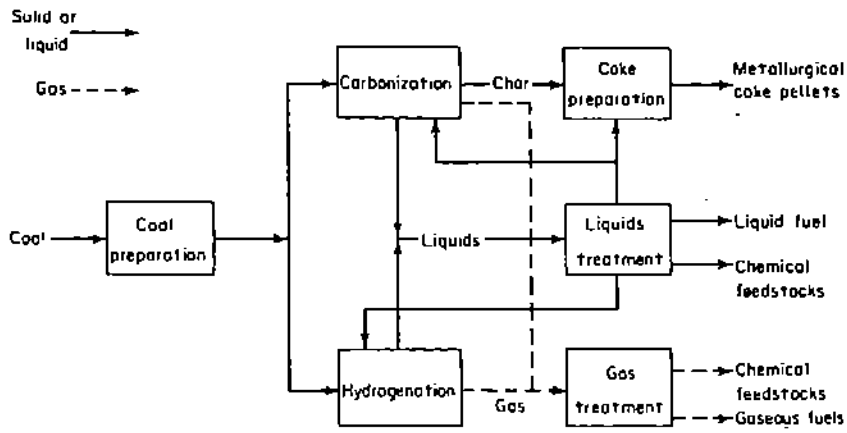 Solid or
liquid
Gas
Carbonization
Char
Coke
preparation
Metallurgical
coke pellets
Coal
Coal
preparation
Liquids
Liquids
treatment
Liquid fuel
Chemical
feedstocks
Hydrogenation
Gas
Gas
treatment
Chemical
feedstocks
Gaseous fuels